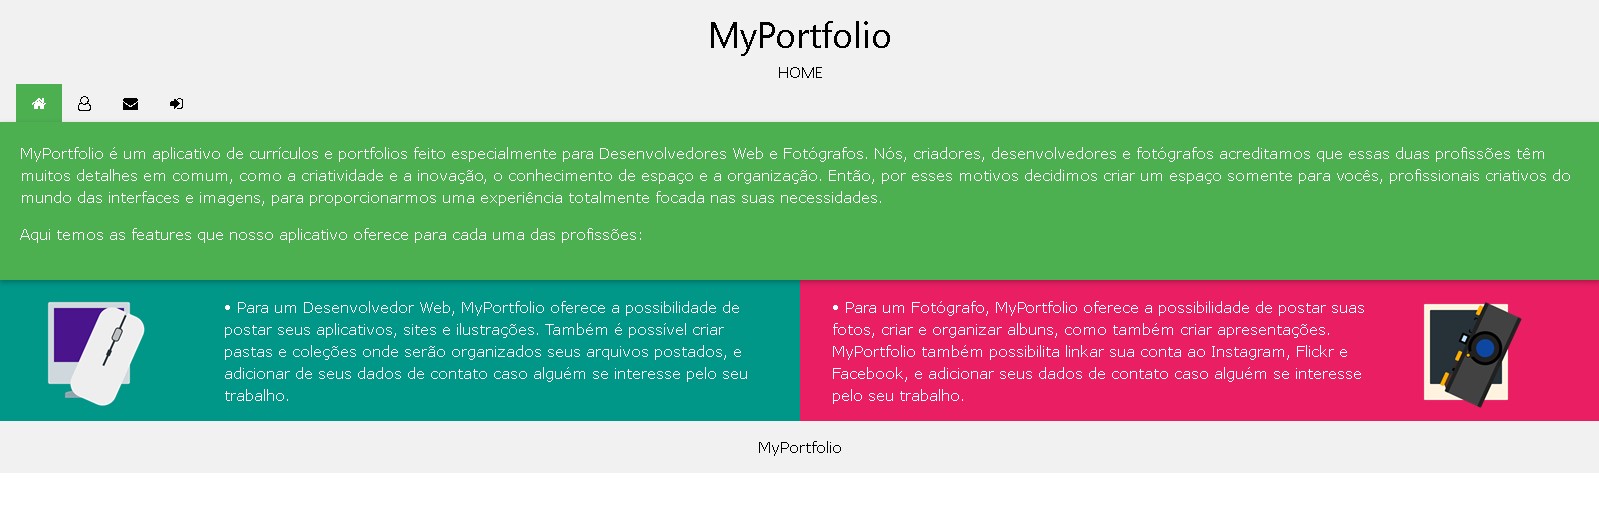 MyPortfolio
HOME
MyPortfolio é um aplicativo de currículos e portfolios feito especialmente para Desenvolvedores Web e Fotógrafos. Nós, criadores, desenvolvedores e fotógrafos acreditamos que essas duas profissões têm
muitos detalhes em comum, como a criatividade e a inovação, o conhecimento de espaço e a organização. Então, por esses motivos decidimos criar um espaço somente para vocês, profissionais criativos do
mundo das interfaces e imagens, para proporcionarmos uma experiência totalmente focada nas suas necessidades.
Aqui temos as features que nosso aplicativo oferece para cada uma das profissões:
• Para um Desenvolvedor Web, MyPortfolio oferece a possibilidade de
postar seus aplicativos, sites e ilustrações. Também é possível criar
pastas e coleções onde serão organizados seus arquivos postados, e
adicionar de seus dados de contato caso alguém se interesse pelo seu
trabalho.
• Para um Fotógrafo, MyPortfolio oferece a possibilidade de postar suas
fotos, criar e organizar albuns, como também criar apresentações.
MyPortfolio também possibilita linkar sua conta ao Instagram, Flickr e
Facebook, e adicionar seus dados de contato caso alguém se interesse
pelo seu trabalho.
MyPortfolio